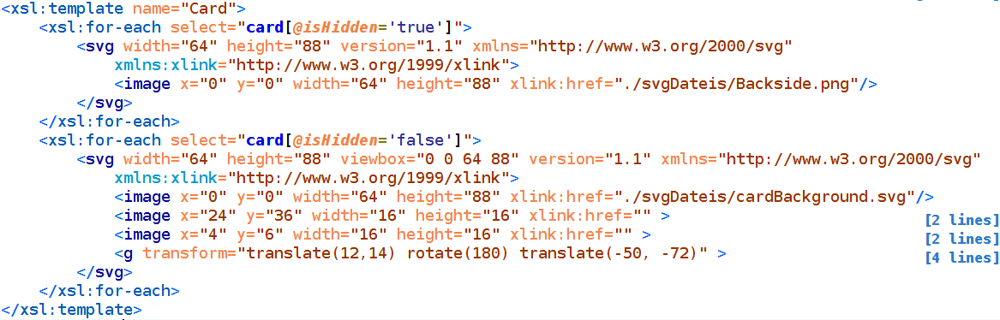 <xsl:template name="Card">
    <xsl:for-each select="card[@isHidden='true']">
        <svg width="64" height="88" version="1.1" xmlns="http://www.w3.org/2000/svg"
            xmlns:xlink="http://www.w3.org/1999/xlink">
            <image x="0" y="0" width="64" height="88" xlink:href="./svgDateis/Backside.png"/>
        </svg>
    </xsl:for-each>
    <xsl:for-each select="card[@isHidden='false']">
        <svg width="64" height="88" viewbox="0 0 64 88" version="1.1" xmlns="http://www.w3.org/2000/svg"
            xmlns:xlink="http://www.w3.org/1999/xlink">
            <image x="0" y="0" width="64" height="88" xlink:href="./svgDateis/cardBackground.svg"/>
            <image x="24" y="36" width="16" height="16" xlink:href="" > [2 lines]
            <image x="4" y="6" width="16" height="16" xlink:href="" > [2 lines]
            <g transform="translate(12,14) rotate(180) translate(-50, -72)" > [4 lines]
        </svg>
    </xsl:for-each>
</xsl:template>